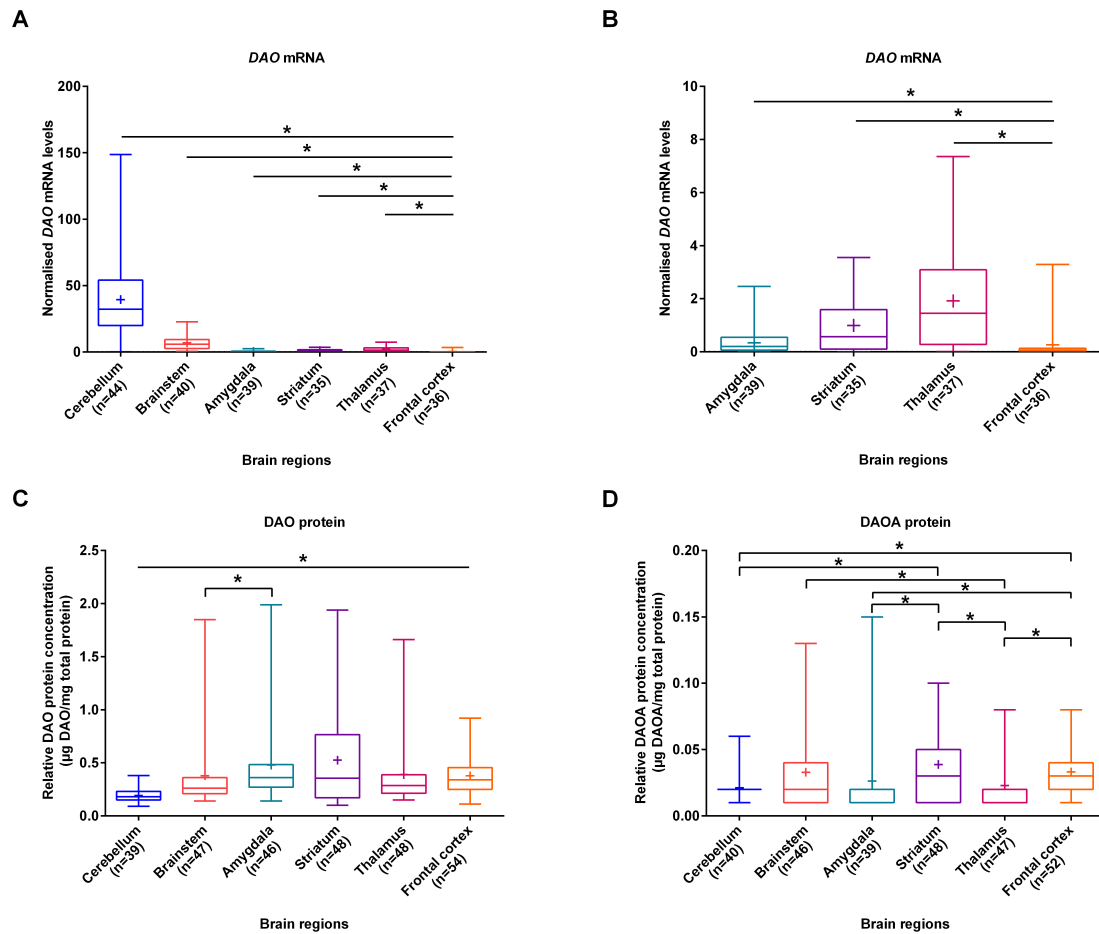 A
DAO mRNA
Normalised DAO mRNA levels
200
150
100
50
0
*
*
*
*
*
Cerebellum
(n=44)
Brainstem
(n=40)
Amygdala
(n=39)
Striatum
(n=35)
Thalamus
(n=37)
Frontal cortex
(n=36)
Brain regions
B
DAO mRNA
Normalised DAO mRNA levels
10
8
6
4
2
0
*
*
*
Amygdala
(n=39)
Striatum
(n=35)
Thalamus
(n=37)
Frontal cortex
(n=36)
Brain regions
C
DAO protein
Relative DAO protein concentration
(µg DAO/mg total protein)
2.5
2.0
1.5
1.0
0.5
0.0
*
*
Cerebellum
(n=39)
Brainstem
(n=47)
Amygdala
(n=46)
Striatum
(n=48)
Thalamus
(n=48)
Frontal cortex
(n=54)
Brain regions
D
DAOA protein
Relative DAOA protein concentration
(µg DAOA/mg total protein)
0.20
0.15
0.10
0.05
0.00
*
*
*
*
*
*
*
Cerebellum
(n=40)
Brainstem
(n=46)
Amygdala
(n=39)
Striatum
(n=48)
Thalamus
(n=47)
Frontal cortex
(n=52)
Brain regions